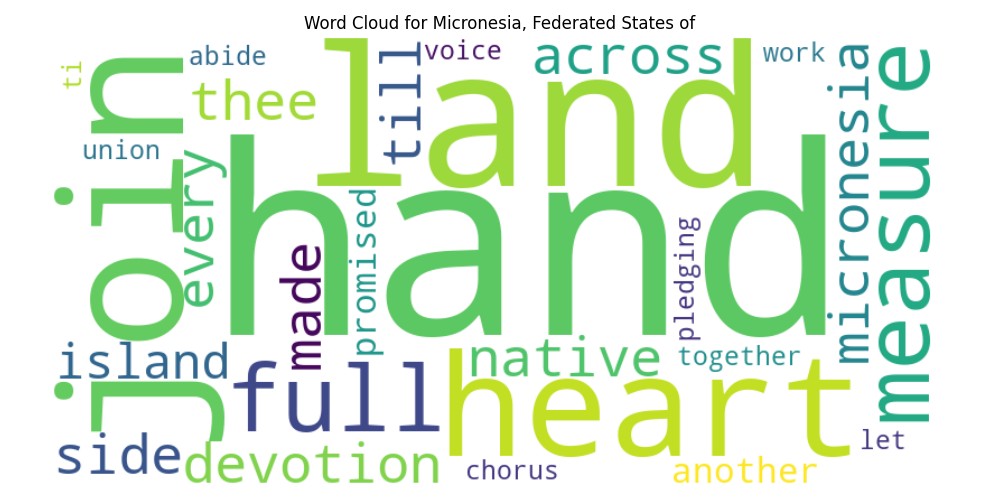 Word Cloud for Micronesia, Federated States of
ti
join
abide
thee
union
every
land
till
voice
across
work
micronesia
measure
hand
made
promised
pledging
island
full
heart
native
together
side
devotion
chorus
another
let